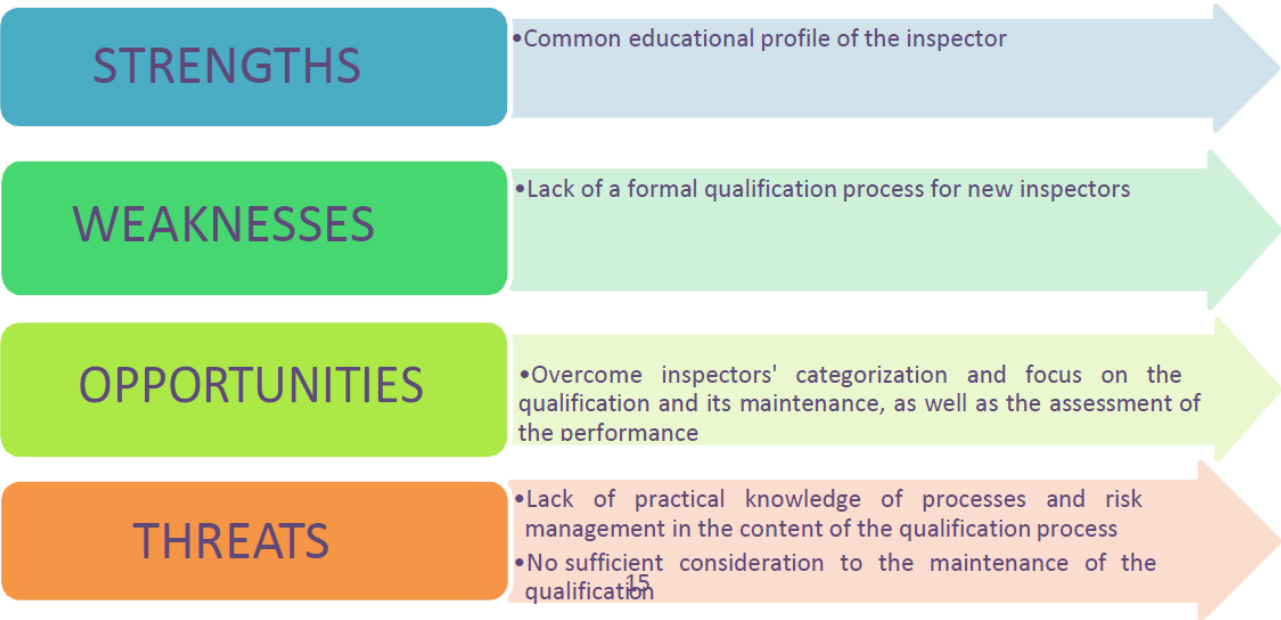 STRENGTHS
•Common educational profile of the inspector
WEAKNESSES
•Lack of a formal qualification process for new inspectors
OPPORTUNITIES
•Overcome inspectors' categorization and focus on the
qualification and its maintenance, as well as the assessment of
the performance
THREATS
•Lack of practical knowledge of processes and risk
management in the content of the qualification process
•No sufficient consideration to the maintenance of the
qualification
15